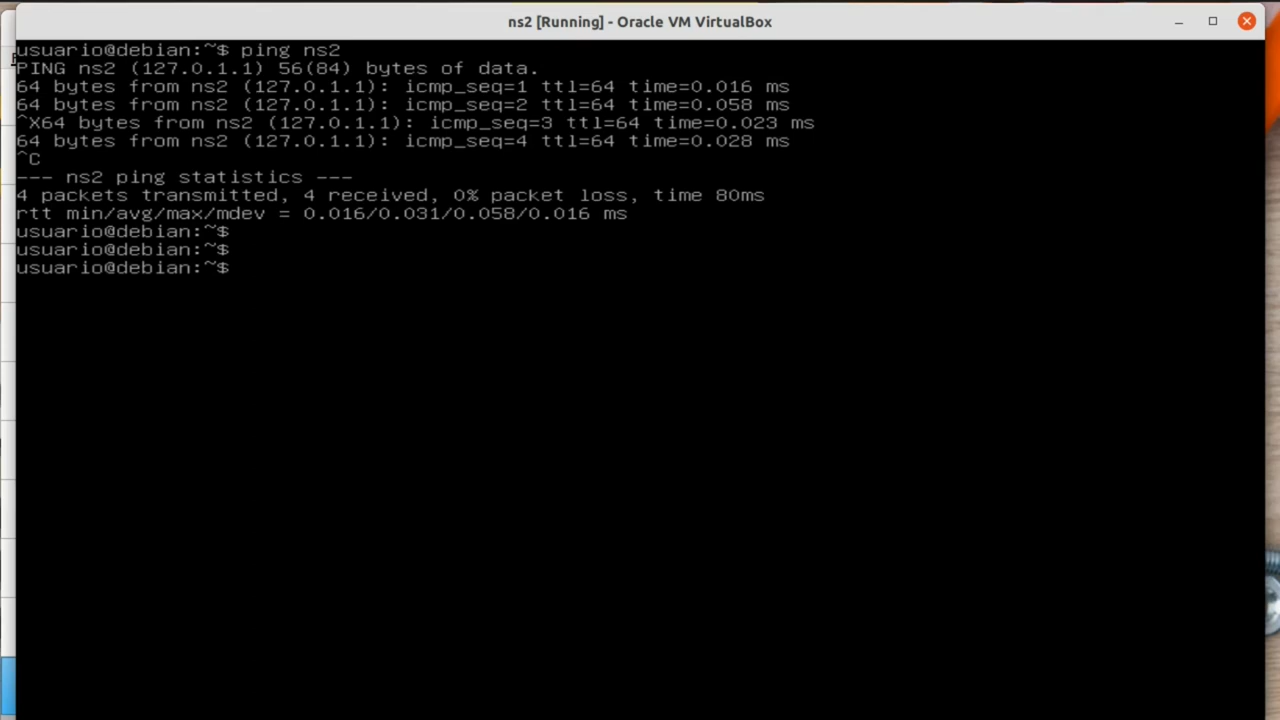 ns2 [Running] - Oracle VM VirtualBox
usuario@debian:~$ ping ns2
PING ns2 (127.0.1.1) 56(84) bytes of data.
64 bytes from ns2 (127.0.1.1): icmp_seq=1 ttl=64 time=0.016 ms
64 bytes from ns2 (127.0.1.1): icmp_seq=2 ttl=64 time=0.058 ms
^X64 bytes from ns2 (127.0.1.1): icmp_seq=3 ttl=64 time=0.023 ms
64 bytes from ns2 (127.0.1.1): icmp_seq=4 ttl=64 time=0.028 ms
^C
--- ns2 ping statistics ---
4 packets transmitted, 4 received, 0% packet loss, time 80ms
rtt min/avg/max/mdev = 0.016/0.031/0.058/0.016 ms
usuario@debian:~$
usuario@debian:~$
usuario@debian:~$